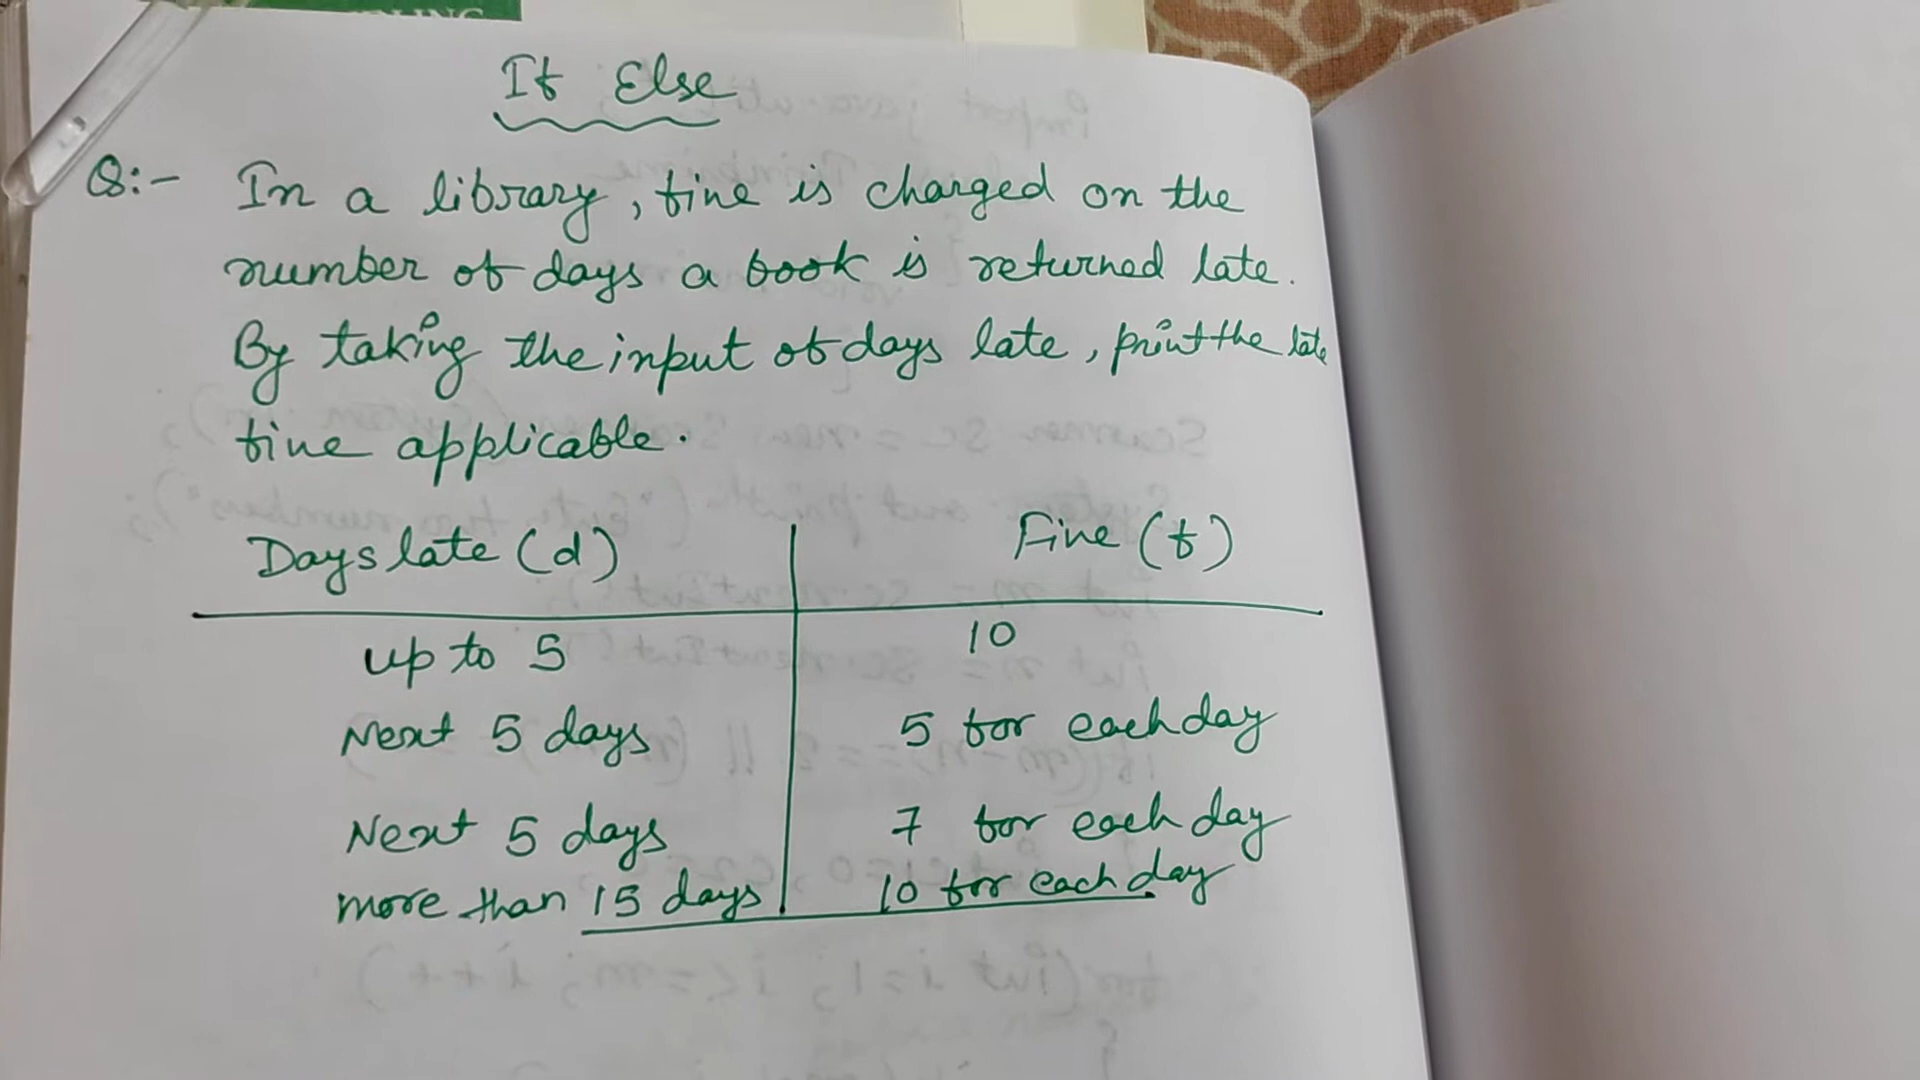 If Else
Q:- In a library, fine is charged on the
number of days a book is returned late.
By taking the input of days late, print the late
fine applicable.
Days late (d) Fine (f)
up to 5 10
Next 5 days 5 for each day
Next 5 days 7 for each day
more than 15 days 10 for each day